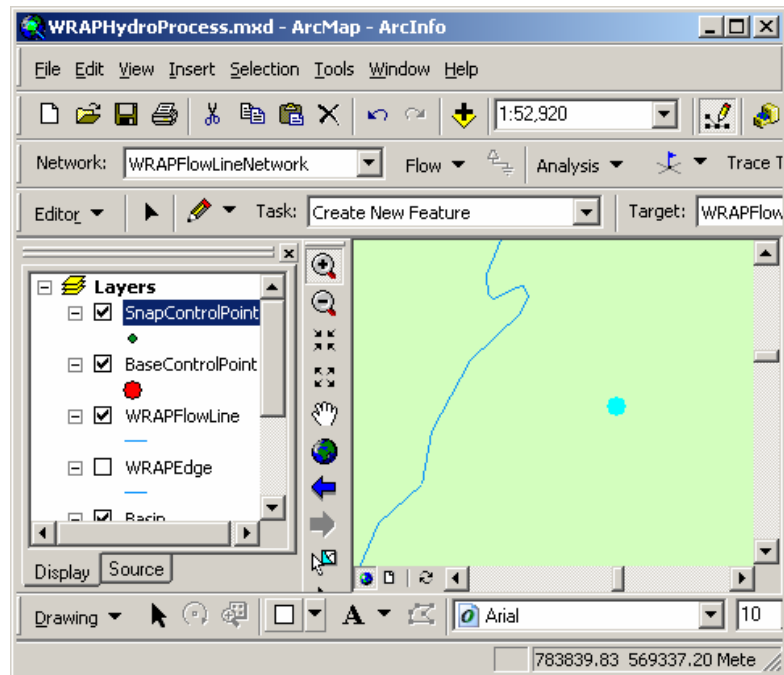 WRAPHydroProcess.mxd - ArcMap - ArcInfo
File Edit View Insert Selection Tools Window Help
1:52,920
Network: WRAPFlowLineNetwork Flow Analysis Trace T
Editor Task: Create New Feature Target: WRAPFlow
Layers
SnapControlPoint
BaseControlPoint
WRAPFlowLine
WRAPEdge
Basin
Display Source
Drawing A Arial 10
783839.83 569337.20 Mete